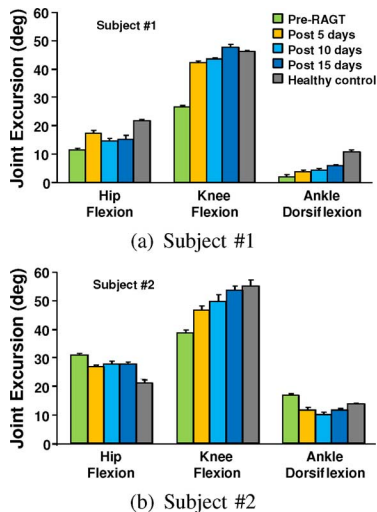 Subject #1
Pre-RAGT
Post 5 days
Post 10 days
Post 15 days
Healthy control
Joint Excursion (deg)
60
50
40
30
20
10
0
Hip
Flexion
Knee
Flexion
Ankle
Dorsiflexion
(a) Subject #1
Subject #2
Joint Excursion (deg)
60
50
40
30
20
10
0
Hip
Flexion
Knee
Flexion
Ankle
Dorsiflexion
(b) Subject #2